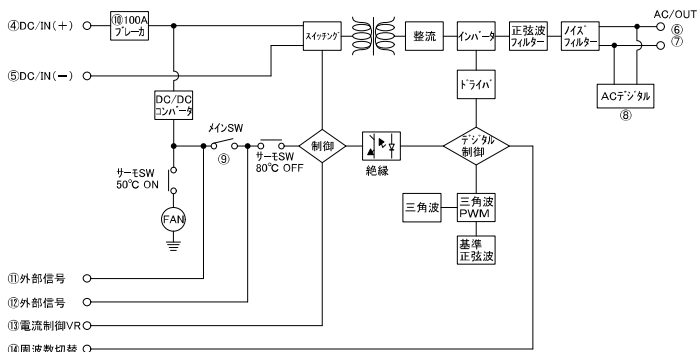 ④DC/IN(+)
⑩100A
ブレーカ
スイッチング
整流
インバータ
正弦波
フィルター
ノイズ
フィルター
AC/OUT
⑥
⑦
⑤DC/IN(−)
DC/DC
コンバータ
ドライバ
ACデジタル
⑧
メインSW
⑨
サーモSW
80℃ OFF
制御
絶縁
デジタル
制御
サーモSW
50℃ ON
FAN
三角波
三角波
PWM
基準
正弦波
⑪外部信号
⑫外部信号
⑬電流制御VR
⑭周波数切替